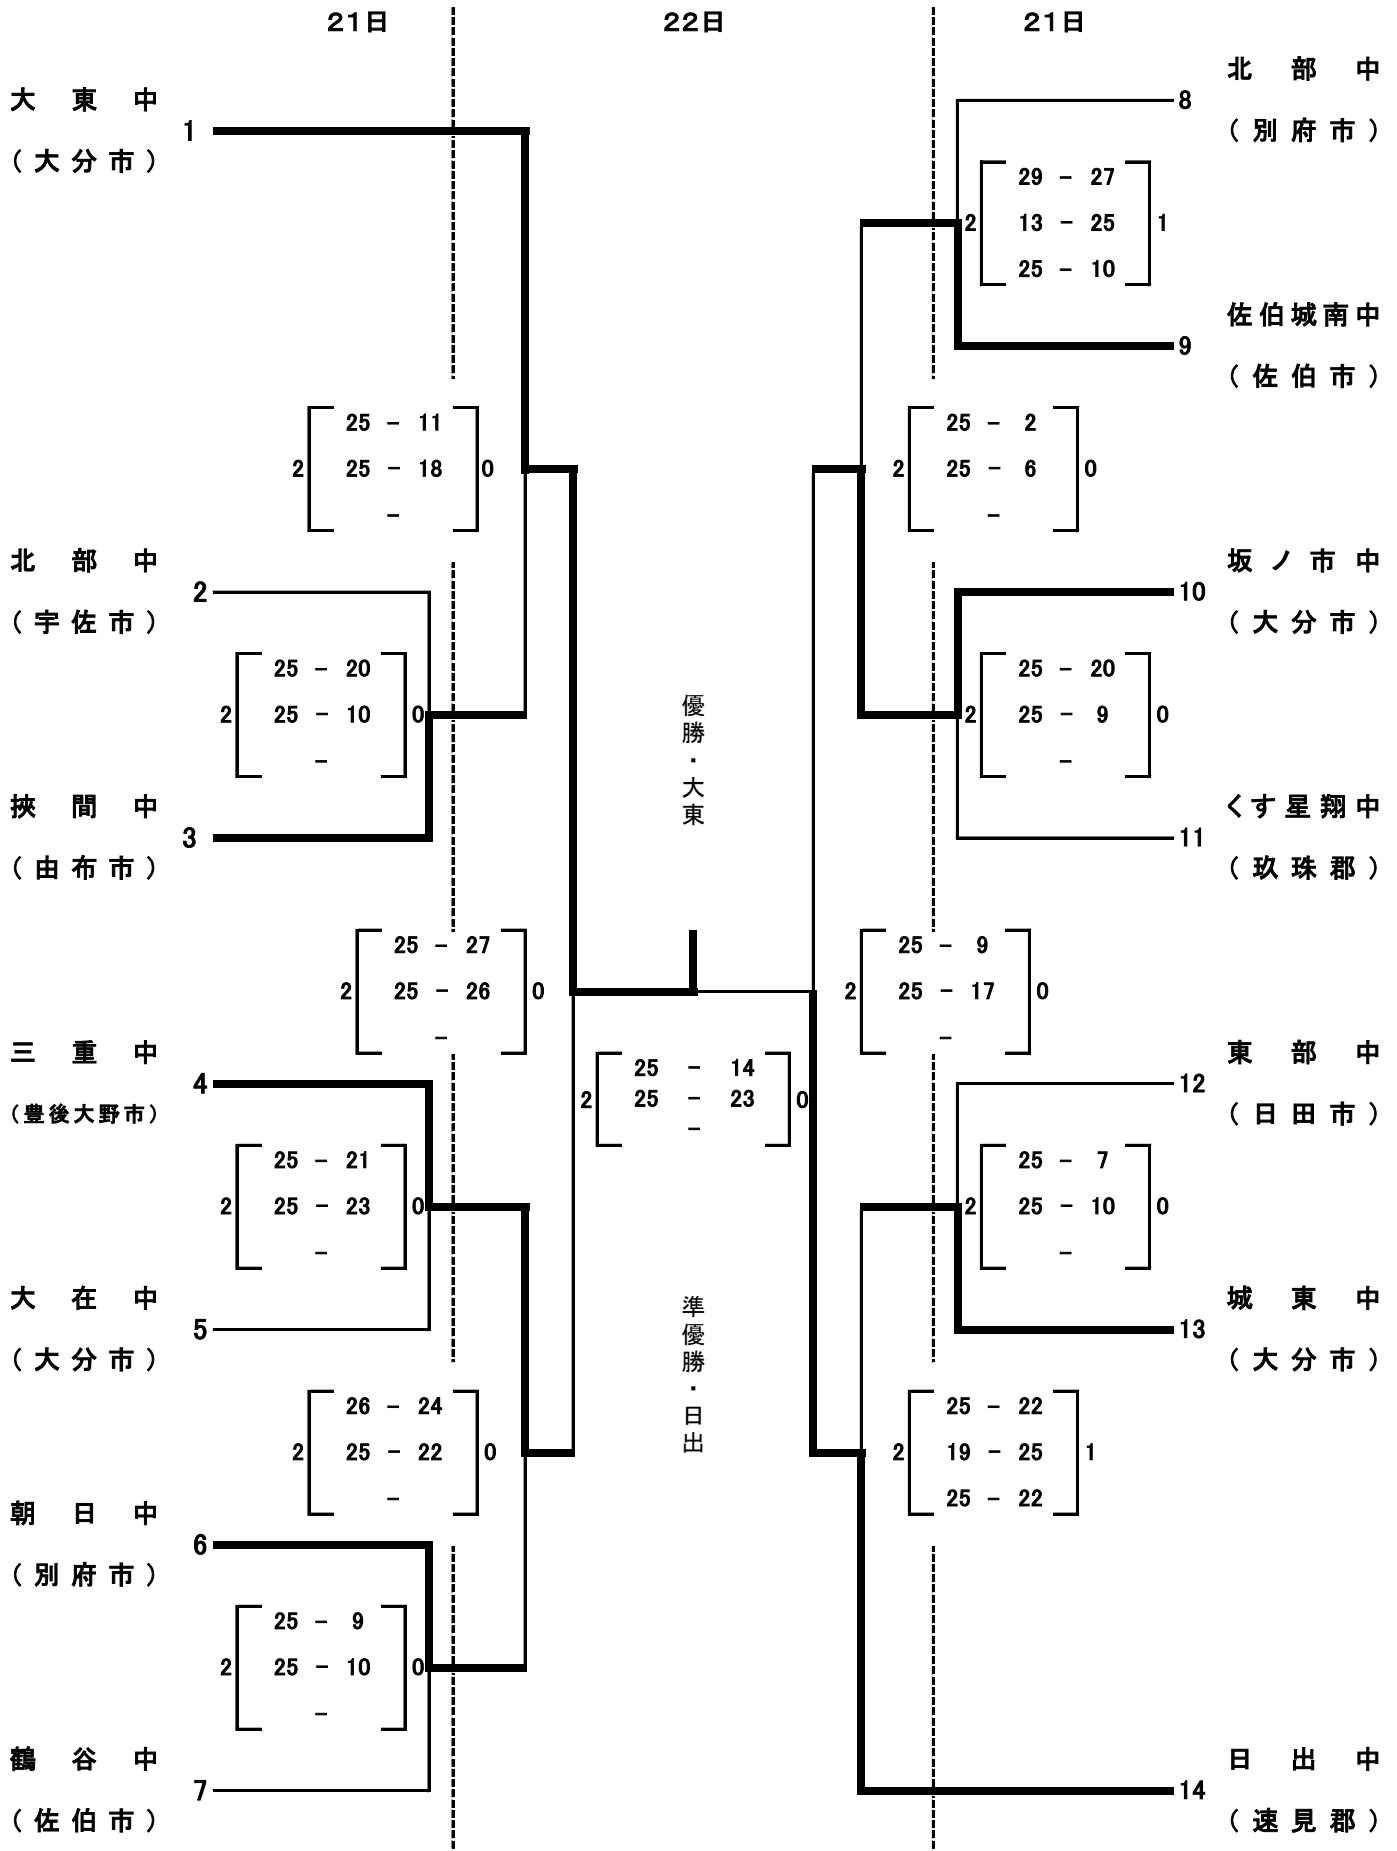 21日 22日 21日
大東中
1
(大分市)
25 - 11
2 25 - 18 0
-
北部中
2
(宇佐市)
25 - 20
2 25 - 10 0
-
挾間中
3
(由布市)
25 - 27
2 25 - 26 0
-
三重中
4
(豊後大野市)
25 - 21
2 25 - 23 0
-
大在中
5
(大分市)
26 - 24
2 25 - 22 0
-
朝日中
6
(別府市)
25 - 9
2 25 - 10 0
-
鶴谷中
7
(佐伯市)
優勝・大東
25 - 14
2 25 - 23 0
-
準優勝・日出
北部中
8
(別府市)
29 - 27
2 13 - 25 1
25 - 10
佐伯城南中
9
(佐伯市)
25 - 2
2 25 - 6 0
-
坂ノ市中
10
(大分市)
25 - 20
2 25 - 9 0
-
くす星翔中
11
(玖珠郡)
25 - 9
2 25 - 17 0
-
東部中
12
(日田市)
25 - 7
2 25 - 10 0
-
城東中
13
(大分市)
25 - 22
2 19 - 25 1
25 - 22
日出中
14
(速見郡)